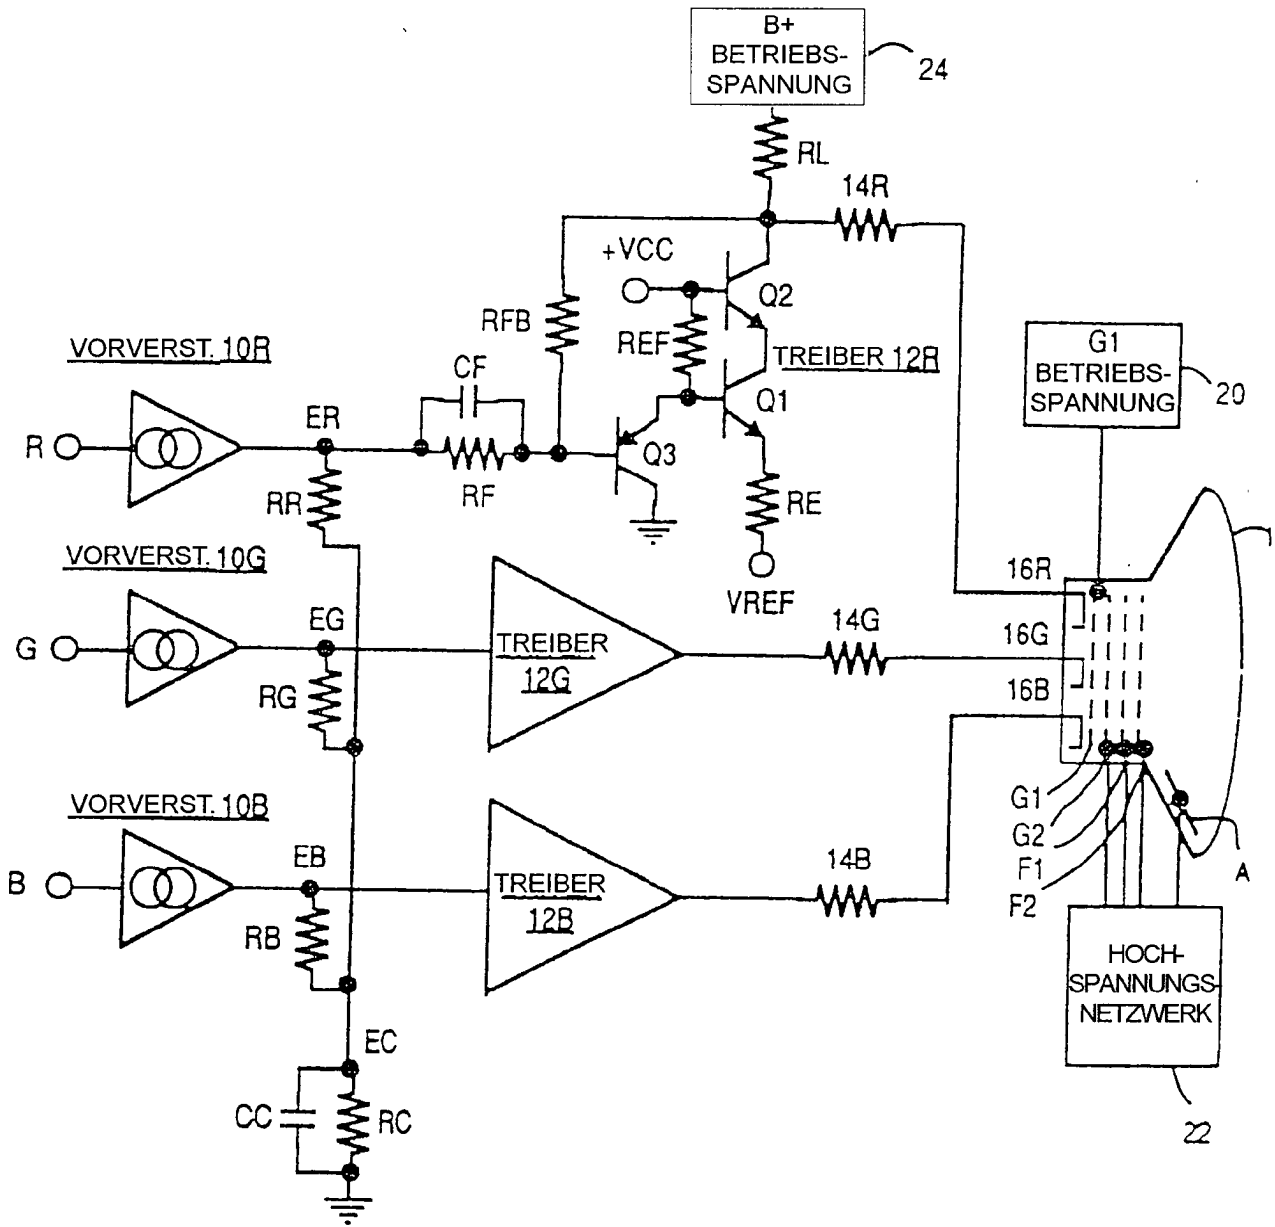 B+
BETRIEBS-
SPANNUNG
24
RL
14R
+VCC
Q2
RFB
REF
TREIBER 12R
VORVERST. 10R
CF
G1
BETRIEBS-
SPANNUNG
20
R
ER
Q3
Q1
RR
RF
RE
VORVERST. 10G
VREF
16R
G
EG
TREIBER
12G
14G
16G
RG
16B
VORVERST. 10B
G1
G2
F1
F2
A
B
EB
TREIBER
12B
14B
RB
HOCH-
SPANNUNGS-
NETZWERK
EC
CC
RC
22